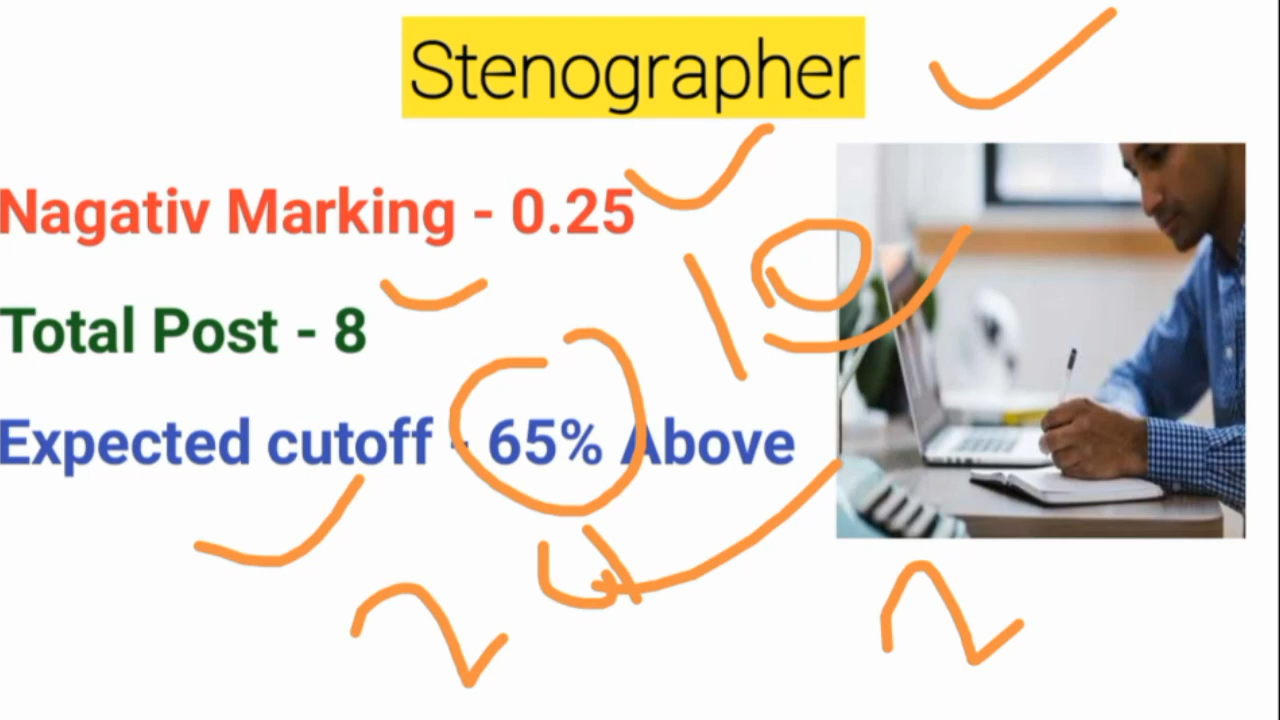 Stenographer
Nagativ Marking - 0.25
Total Post - 8
Expected cutoff - 65% Above